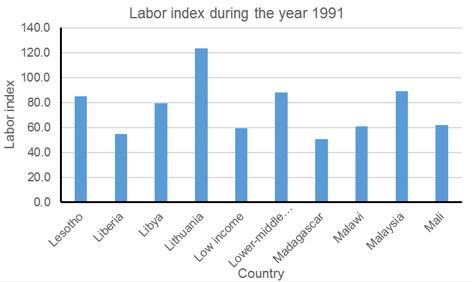 Labor index during the year 1991
140.0
120.0
100.0
80.0
60.0
40.0
20.0
0.0
Labor index
Lesotho
Liberia
Libya
Lithuania
Low income
Lower-middle…
Madagascar
Malawi
Malaysia
Mali
Country